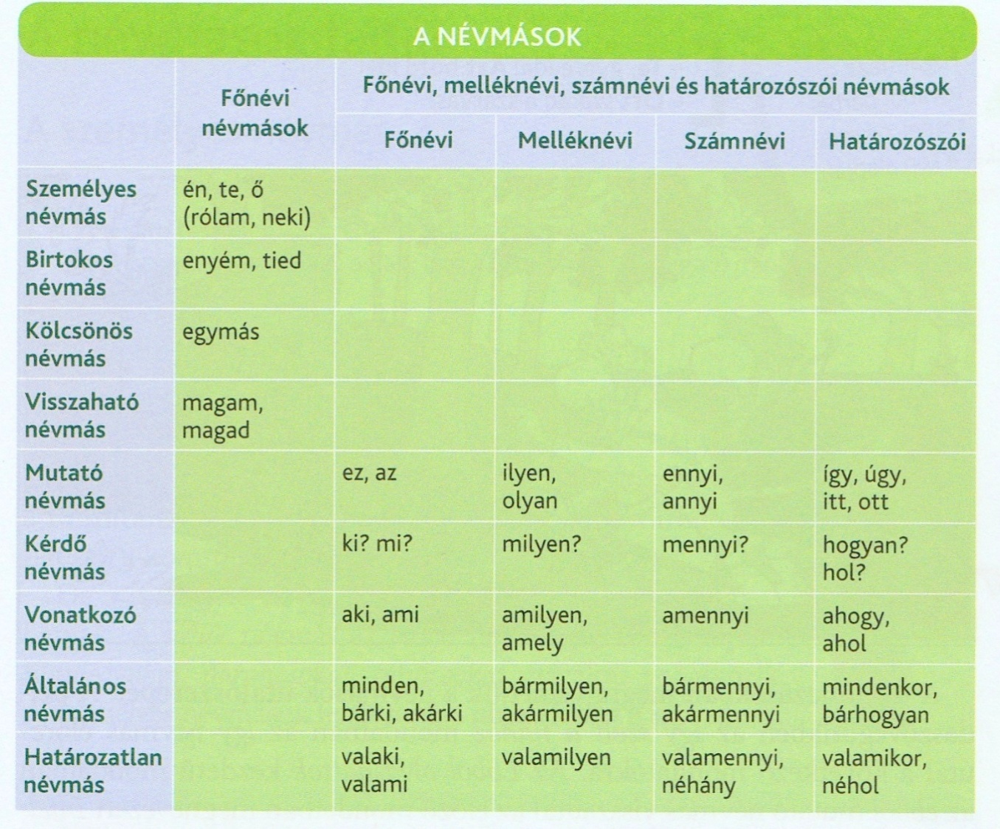 A NÉVMÁSOK
Főnévi
névmások
Főnévi, melléknévi, számnévi és határozószói névmások
Főnévi
Melléknévi
Számnévi
Határozószói
Személyes
névmás
én, te, ő
(rólam, neki)
Birtokos
névmás
enyém, tied
Kölcsönös
névmás
egymás
Visszaható
névmás
magam,
magad
Mutató
névmás
ez, az
ilyen,
olyan
ennyi,
annyi
így, úgy,
itt, ott
Kérdő
névmás
ki? mi?
milyen?
mennyi?
hogyan?
hol?
Vonatkozó
névmás
aki, ami
amilyen,
amely
amennyi
ahogy,
ahol
Általános
névmás
minden,
bárki, akárki
bármilyen,
akármilyen
bármennyi,
akármennyi
mindenkor,
bárhogyan
Határozatlan
névmás
valaki,
valami
valamilyen
valamennyi,
néhány
valamikor,
néhol